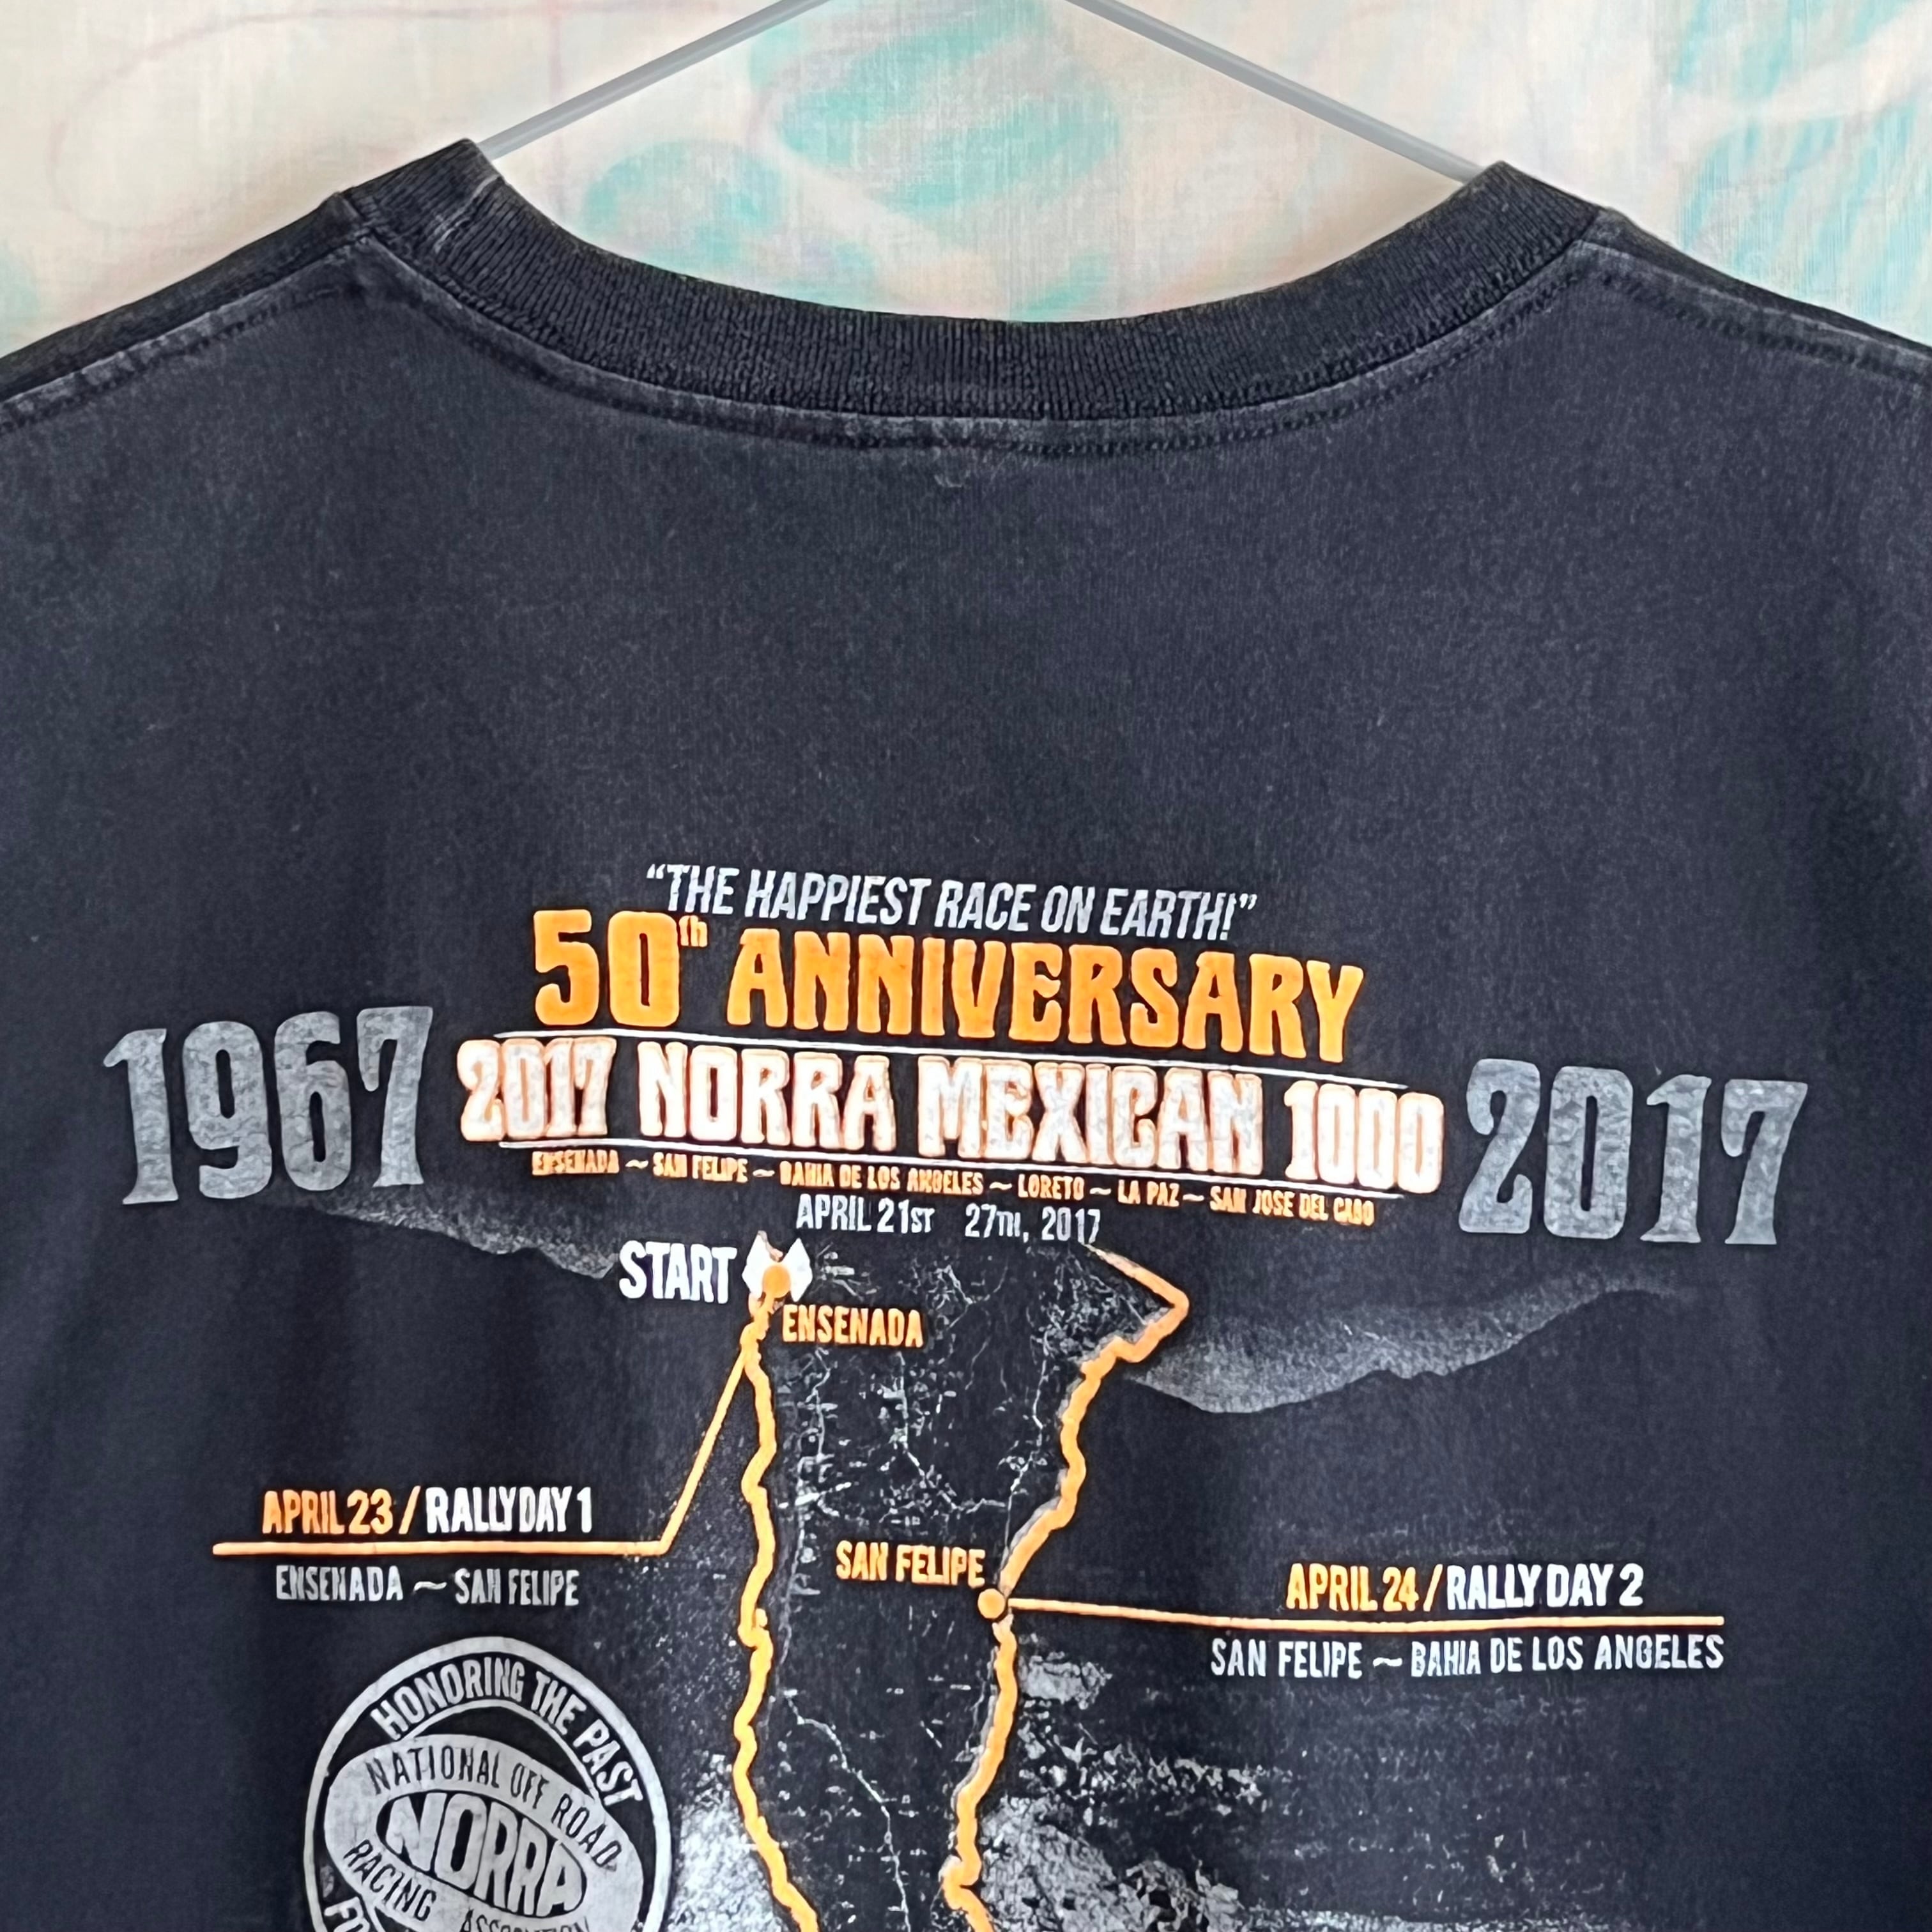 “THE HAPPIEST RACE ON EARTH!”
50th ANNIVERSARY
1967
2017 NORRA MEXICAN 1000
2017
ENSENADA ~ SAN FELIPE ~ BAHIA DE LOS ANGELES ~ LORETO ~ LA PAZ ~ SAN JOSE DEL CABO
APRIL 21ST 27TH, 2017
START
ENSENADA
APRIL 23 / RALLY DAY 1
ENSENADA ~ SAN FELIPE
SAN FELIPE
APRIL 24 / RALLY DAY 2
SAN FELIPE ~ BAHIA DE LOS ANGELES
HONORING THE PAST
NATIONAL OFF ROAD
NORRA
RACING ASSOCIATION